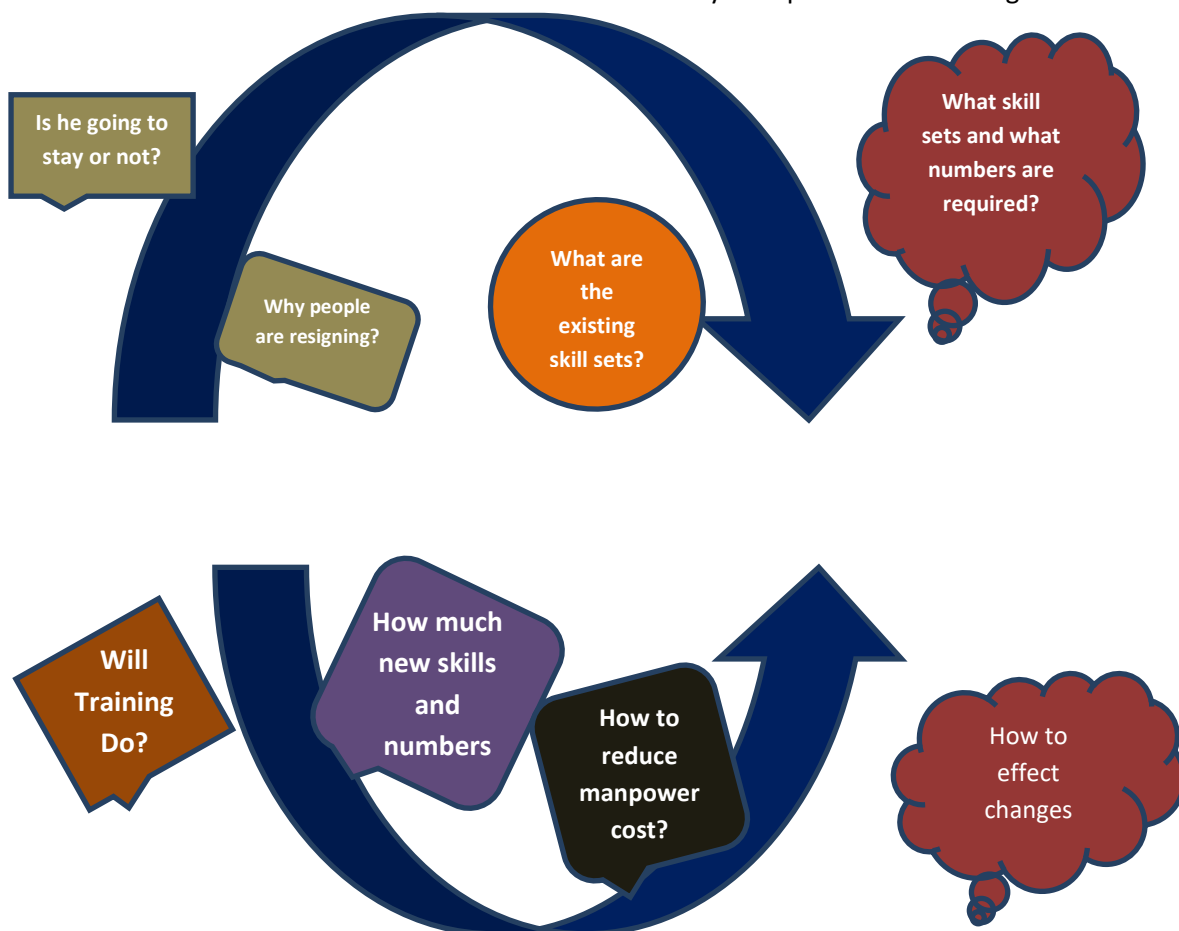 Is he going to
stay or not?
Why people
are resigning?
What are
the
existing
skill sets?
What skill
sets and what
numbers are
required?
Will
Training
Do?
How much
new skills
and
numbers
How to
reduce
manpower
cost?
How to
effect
changes